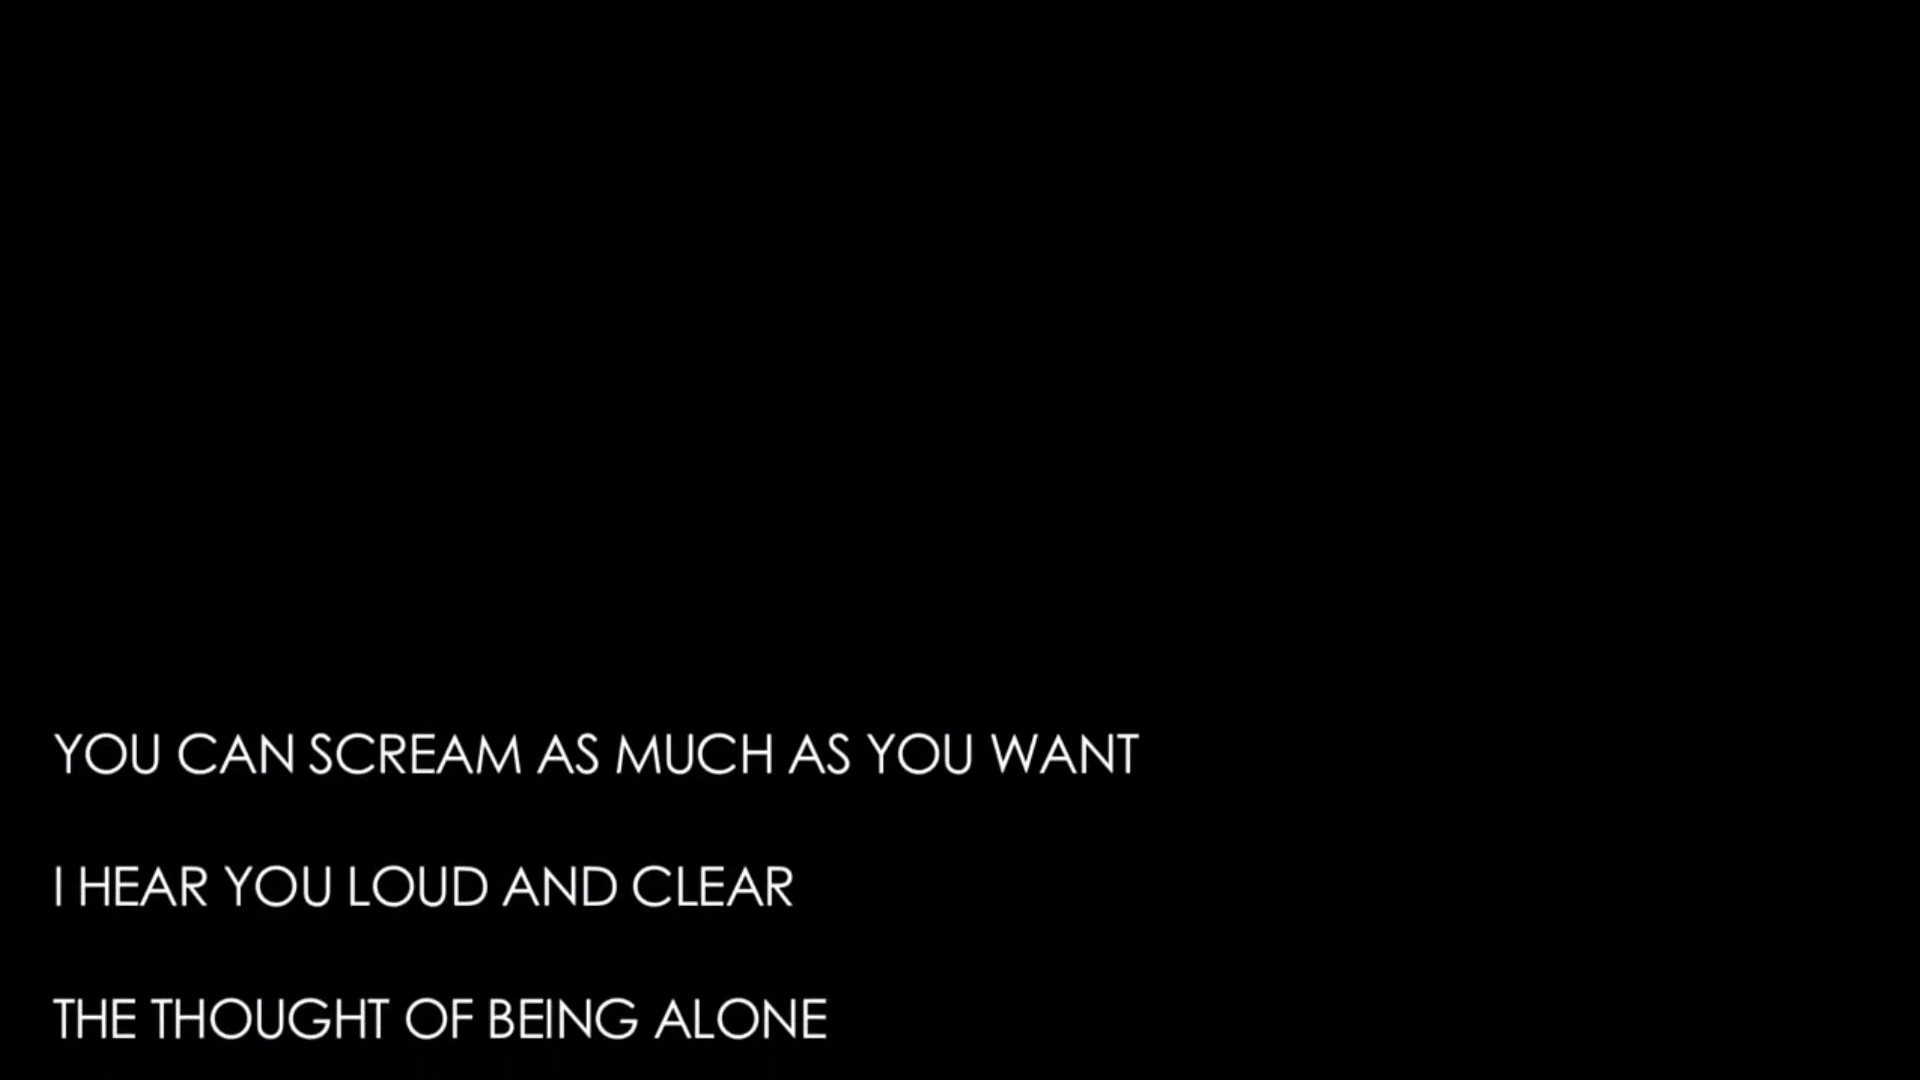 YOU CAN SCREAM AS MUCH AS YOU WANT
I HEAR YOU LOUD AND CLEAR
THE THOUGHT OF BEING ALONE